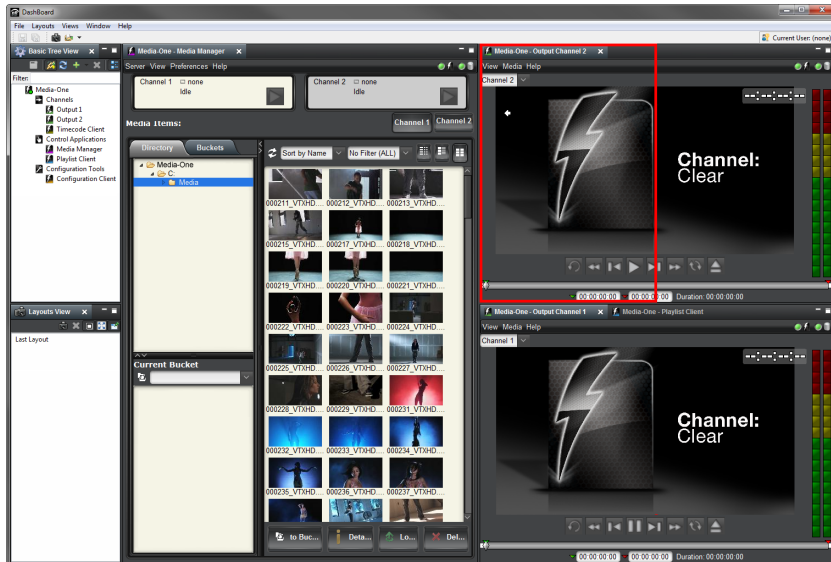 DashBoard
File Layouts Views Window Help
Current User: (none)
Basic Tree View
Filter:
Media-One
Channels
Output 1
Output 2
Timecode Client
Control Applications
Media Manager
Playlist Client
Configuration Tools
Configuration Client
Layouts View
Last Layout
Media-One - Media Manager
Server View Preferences Help
Channel 1 none
Idle
Channel 2 none
Idle
Media Items:
Channel 1 Channel 2
Directory Buckets
Media-One
C:
Media
Current Bucket
Sort by Name No Filter (ALL)
000211_VTXHD... 000212_VTXHD... 000213_VTXHD...
000215_VTXHD... 000217_VTXHD... 000218_VTXHD...
000219_VTXHD... 000220_VTXHD... 000221_VTXHD...
000222_VTXHD... 000223_VTXHD... 000224_VTXHD...
000225_VTXHD... 000226_VTXHD... 000227_VTXHD...
000228_VTXHD... 000229_VTXHD... 000231_VTXHD...
000232_VTXHD... 000233_VTXHD... 000234_VTXHD...
000235_VTXHD... 000236_VTXHD... 000237_VTXHD...
to Buc... Deta... Lo... Del...
Media-One - Output Channel 2
View Media Help
Channel 2
--:--:--:--
Channel:
Clear
00:00:00:00 00:00:00:00 Duration: 00:00:00:00
Media-One - Output Channel 1 Media-One - Playlist Client
View Media Help
Channel 1
--:--:--:--
Channel:
Clear
00:00:00:00 00:00:00:00 Duration: 00:00:00:00